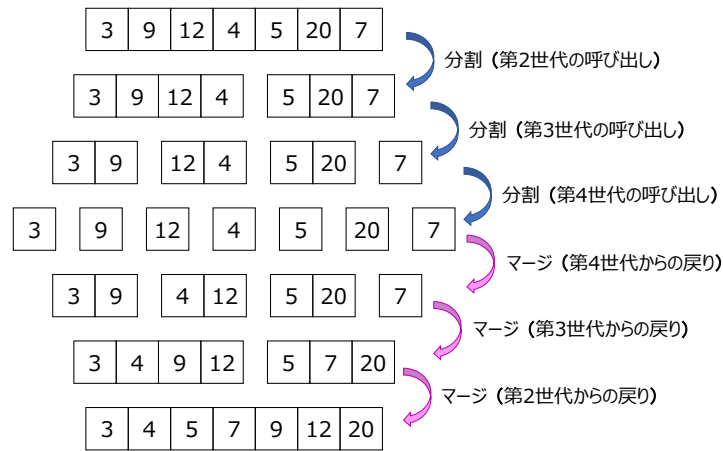 3 9 12 4 5 20 7
分割 (第2世代の呼び出し)
3 9 12 4 5 20 7
分割 (第3世代の呼び出し)
3 9 12 4 5 20 7
分割 (第4世代の呼び出し)
3 9 12 4 5 20 7
マージ (第4世代からの戻り)
3 9 4 12 5 20 7
マージ (第3世代からの戻り)
3 4 9 12 5 7 20
マージ (第2世代からの戻り)
3 4 5 7 9 12 20